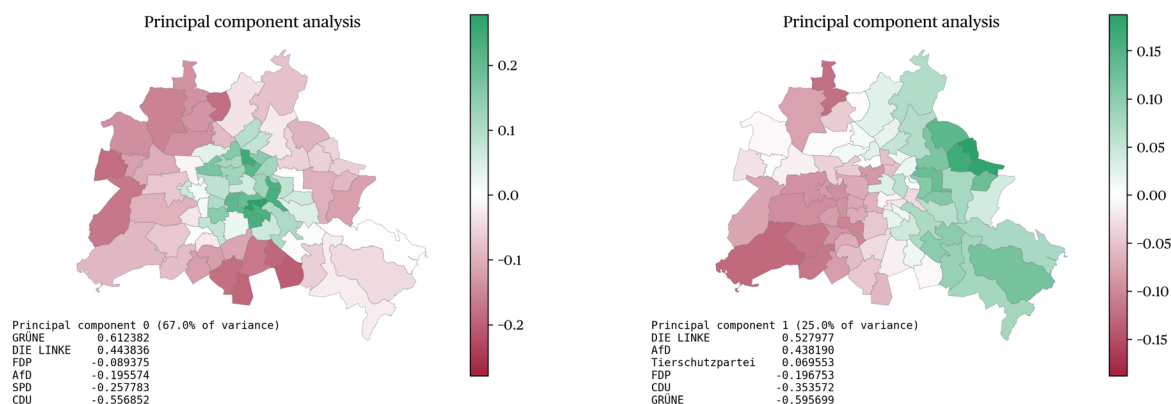 Principal component analysis
0.2
0.1
0.0
−0.1
−0.2
Principal component 0 (67.0% of variance)
GRÜNE 0.612382
DIE LINKE 0.443836
FDP -0.089375
AfD -0.195574
SPD -0.257783
CDU -0.556852
Principal component analysis
0.15
0.10
0.05
0.00
−0.05
−0.10
−0.15
Principal component 1 (25.0% of variance)
DIE LINKE 0.527977
AfD 0.438190
Tierschutzpartei 0.069553
FDP -0.196753
CDU -0.353572
GRÜNE -0.595699